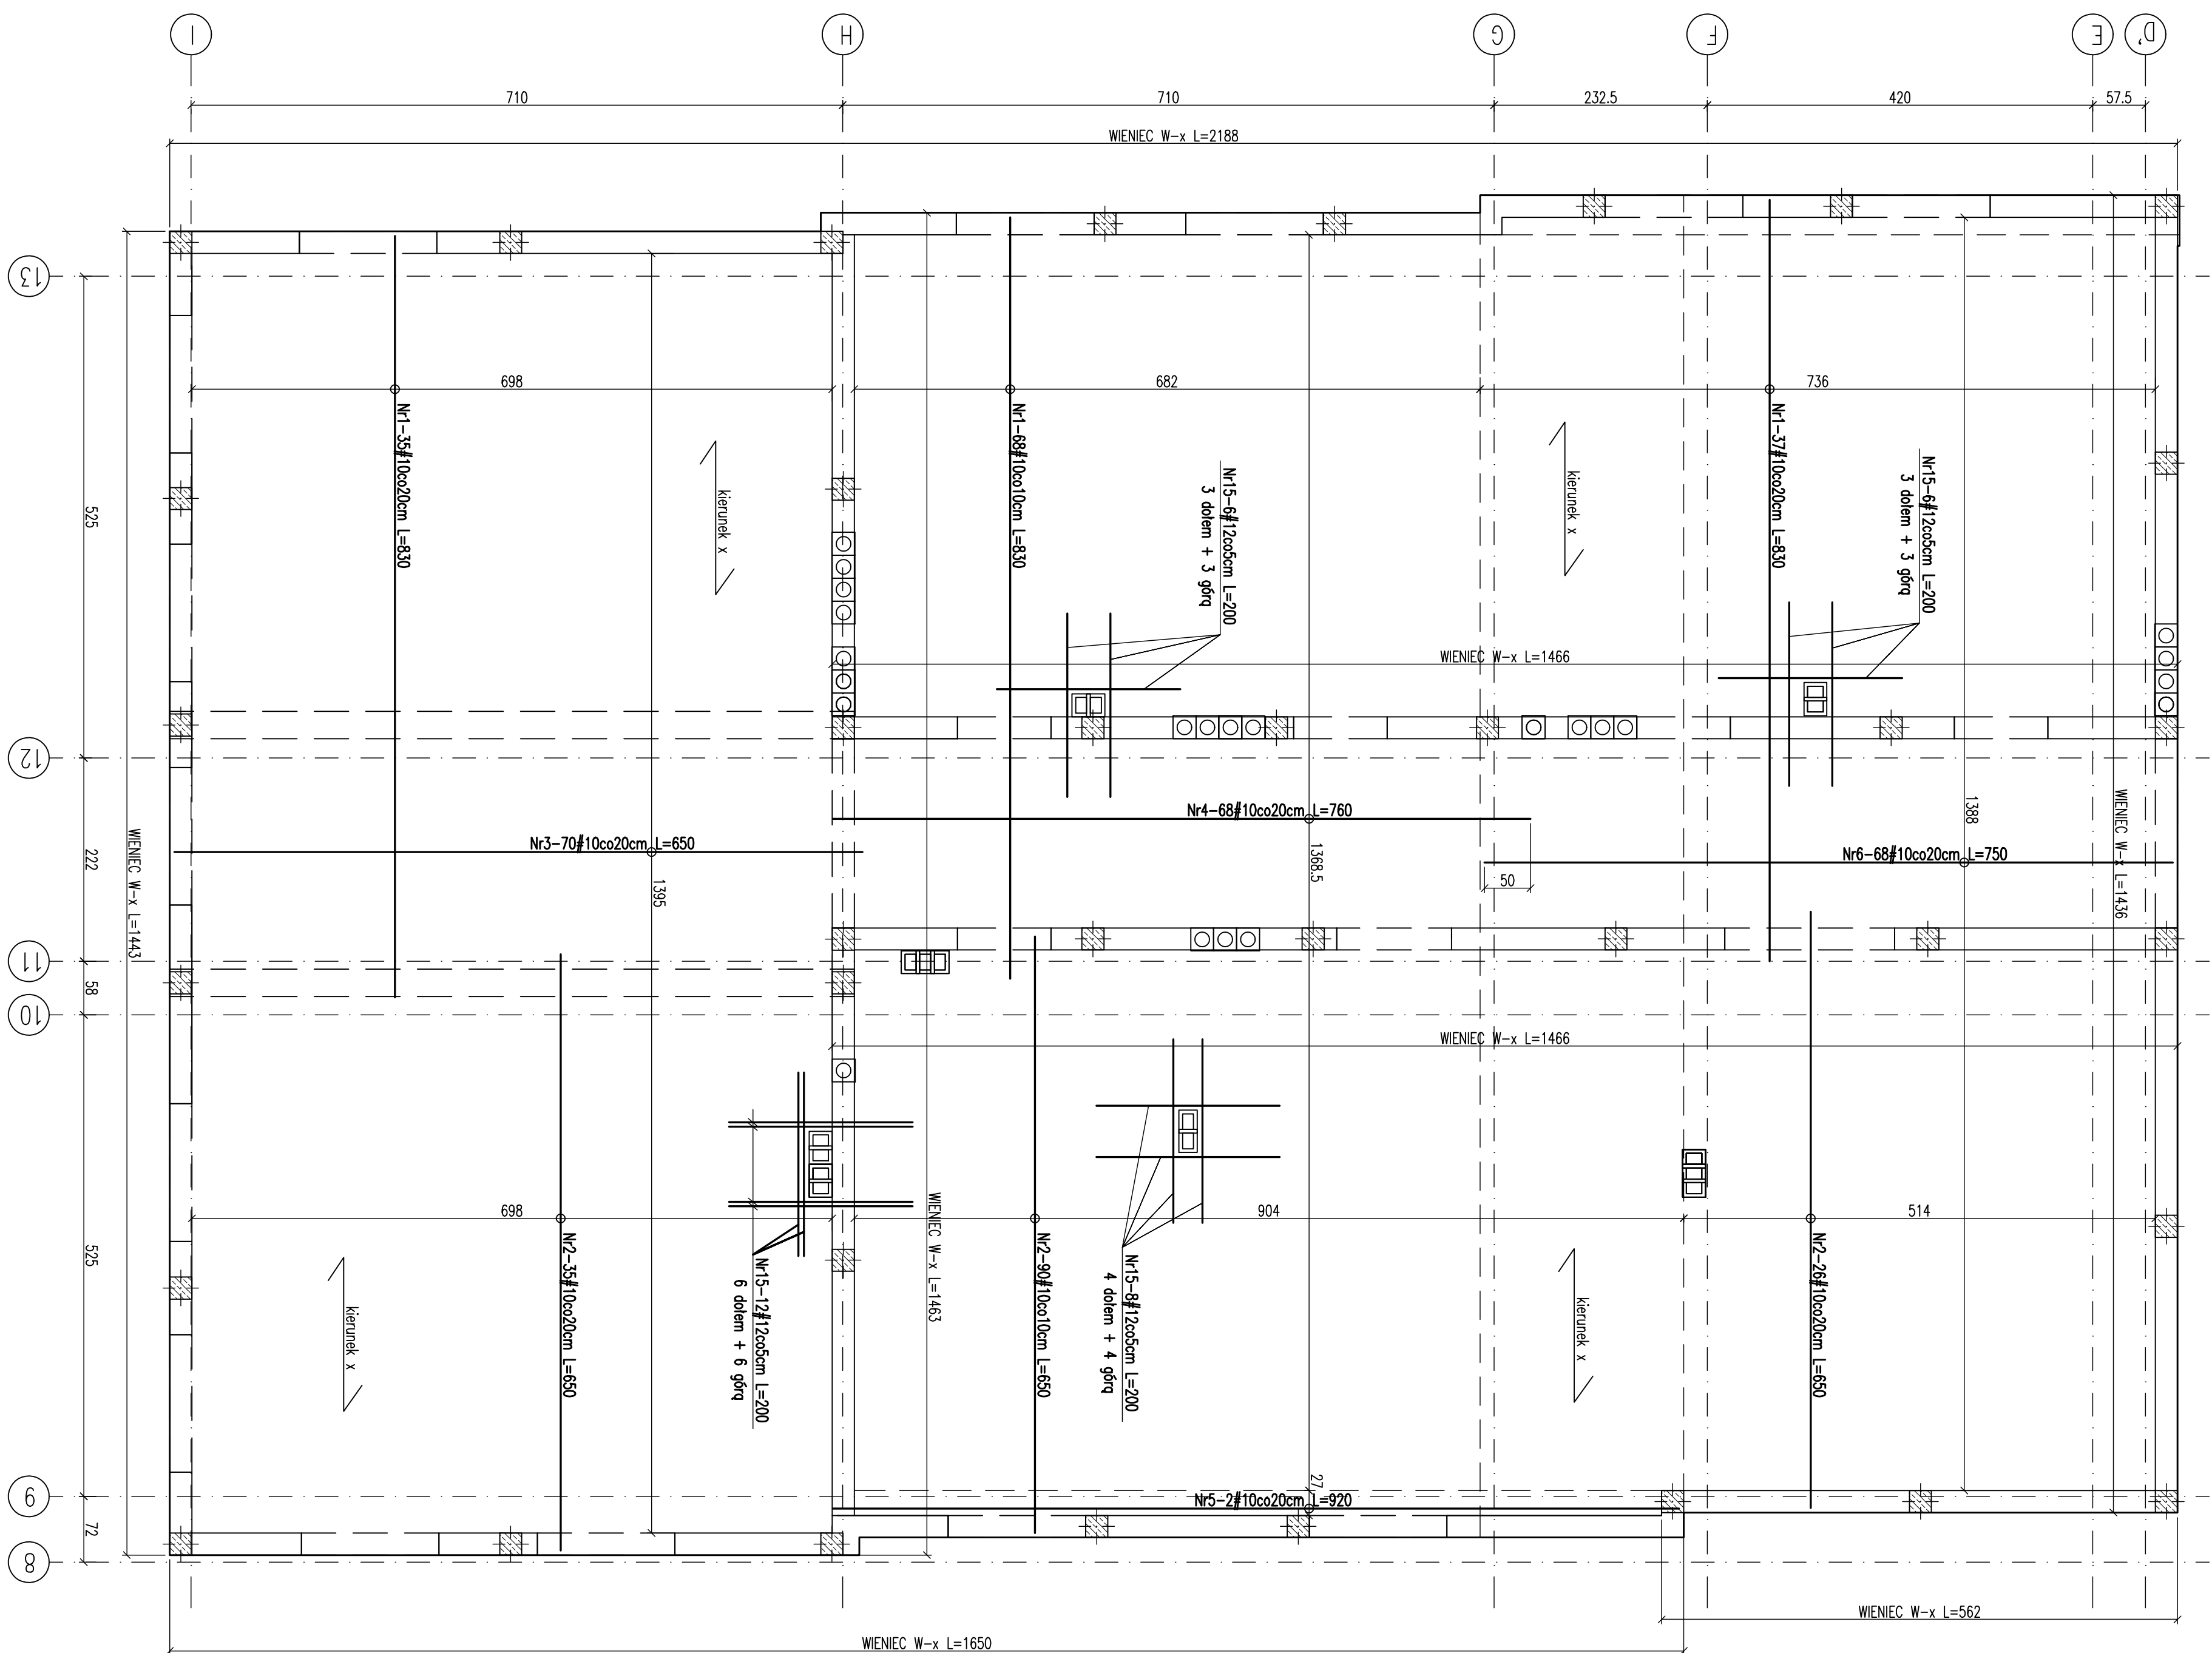 I
H
G
F
E
D'
710
710
232.5
420
57.5
WIENIEC W-x L=2188
13
12
11
10
9
8
525
222
58
525
72
WIENIEC W-x L=1443
698
682
736
Nr1-35#10co20cm L=830
Nr1-68#10co10cm L=830
Nr1-37#10co20cm L=830
kierunek x
kierunek x
Nr15-6#12co5cm L=200
3 dołem + 3 górą
Nr15-6#12co5cm L=200
3 dołem + 3 górą
WIENIEC W-x L=1466
Nr4-68#10co20cm L=760
Nr3-70#10co20cm L=650
Nr6-68#10co20cm L=750
50
1395
1368.5
1388
WIENIEC W-x L=1436
WIENIEC W-x L=1466
698
904
514
WIENIEC W-x L=1463
Nr2-35#10co20cm L=650
Nr2-90#10co10cm L=650
Nr2-26#10co20cm L=650
kierunek x
kierunek x
Nr15-12#12co5cm L=200
6 dołem + 6 górą
Nr15-8#12co5cm L=200
4 dołem + 4 górą
27
Nr5-2#10co20cm L=920
WIENIEC W-x L=562
WIENIEC W-x L=1650